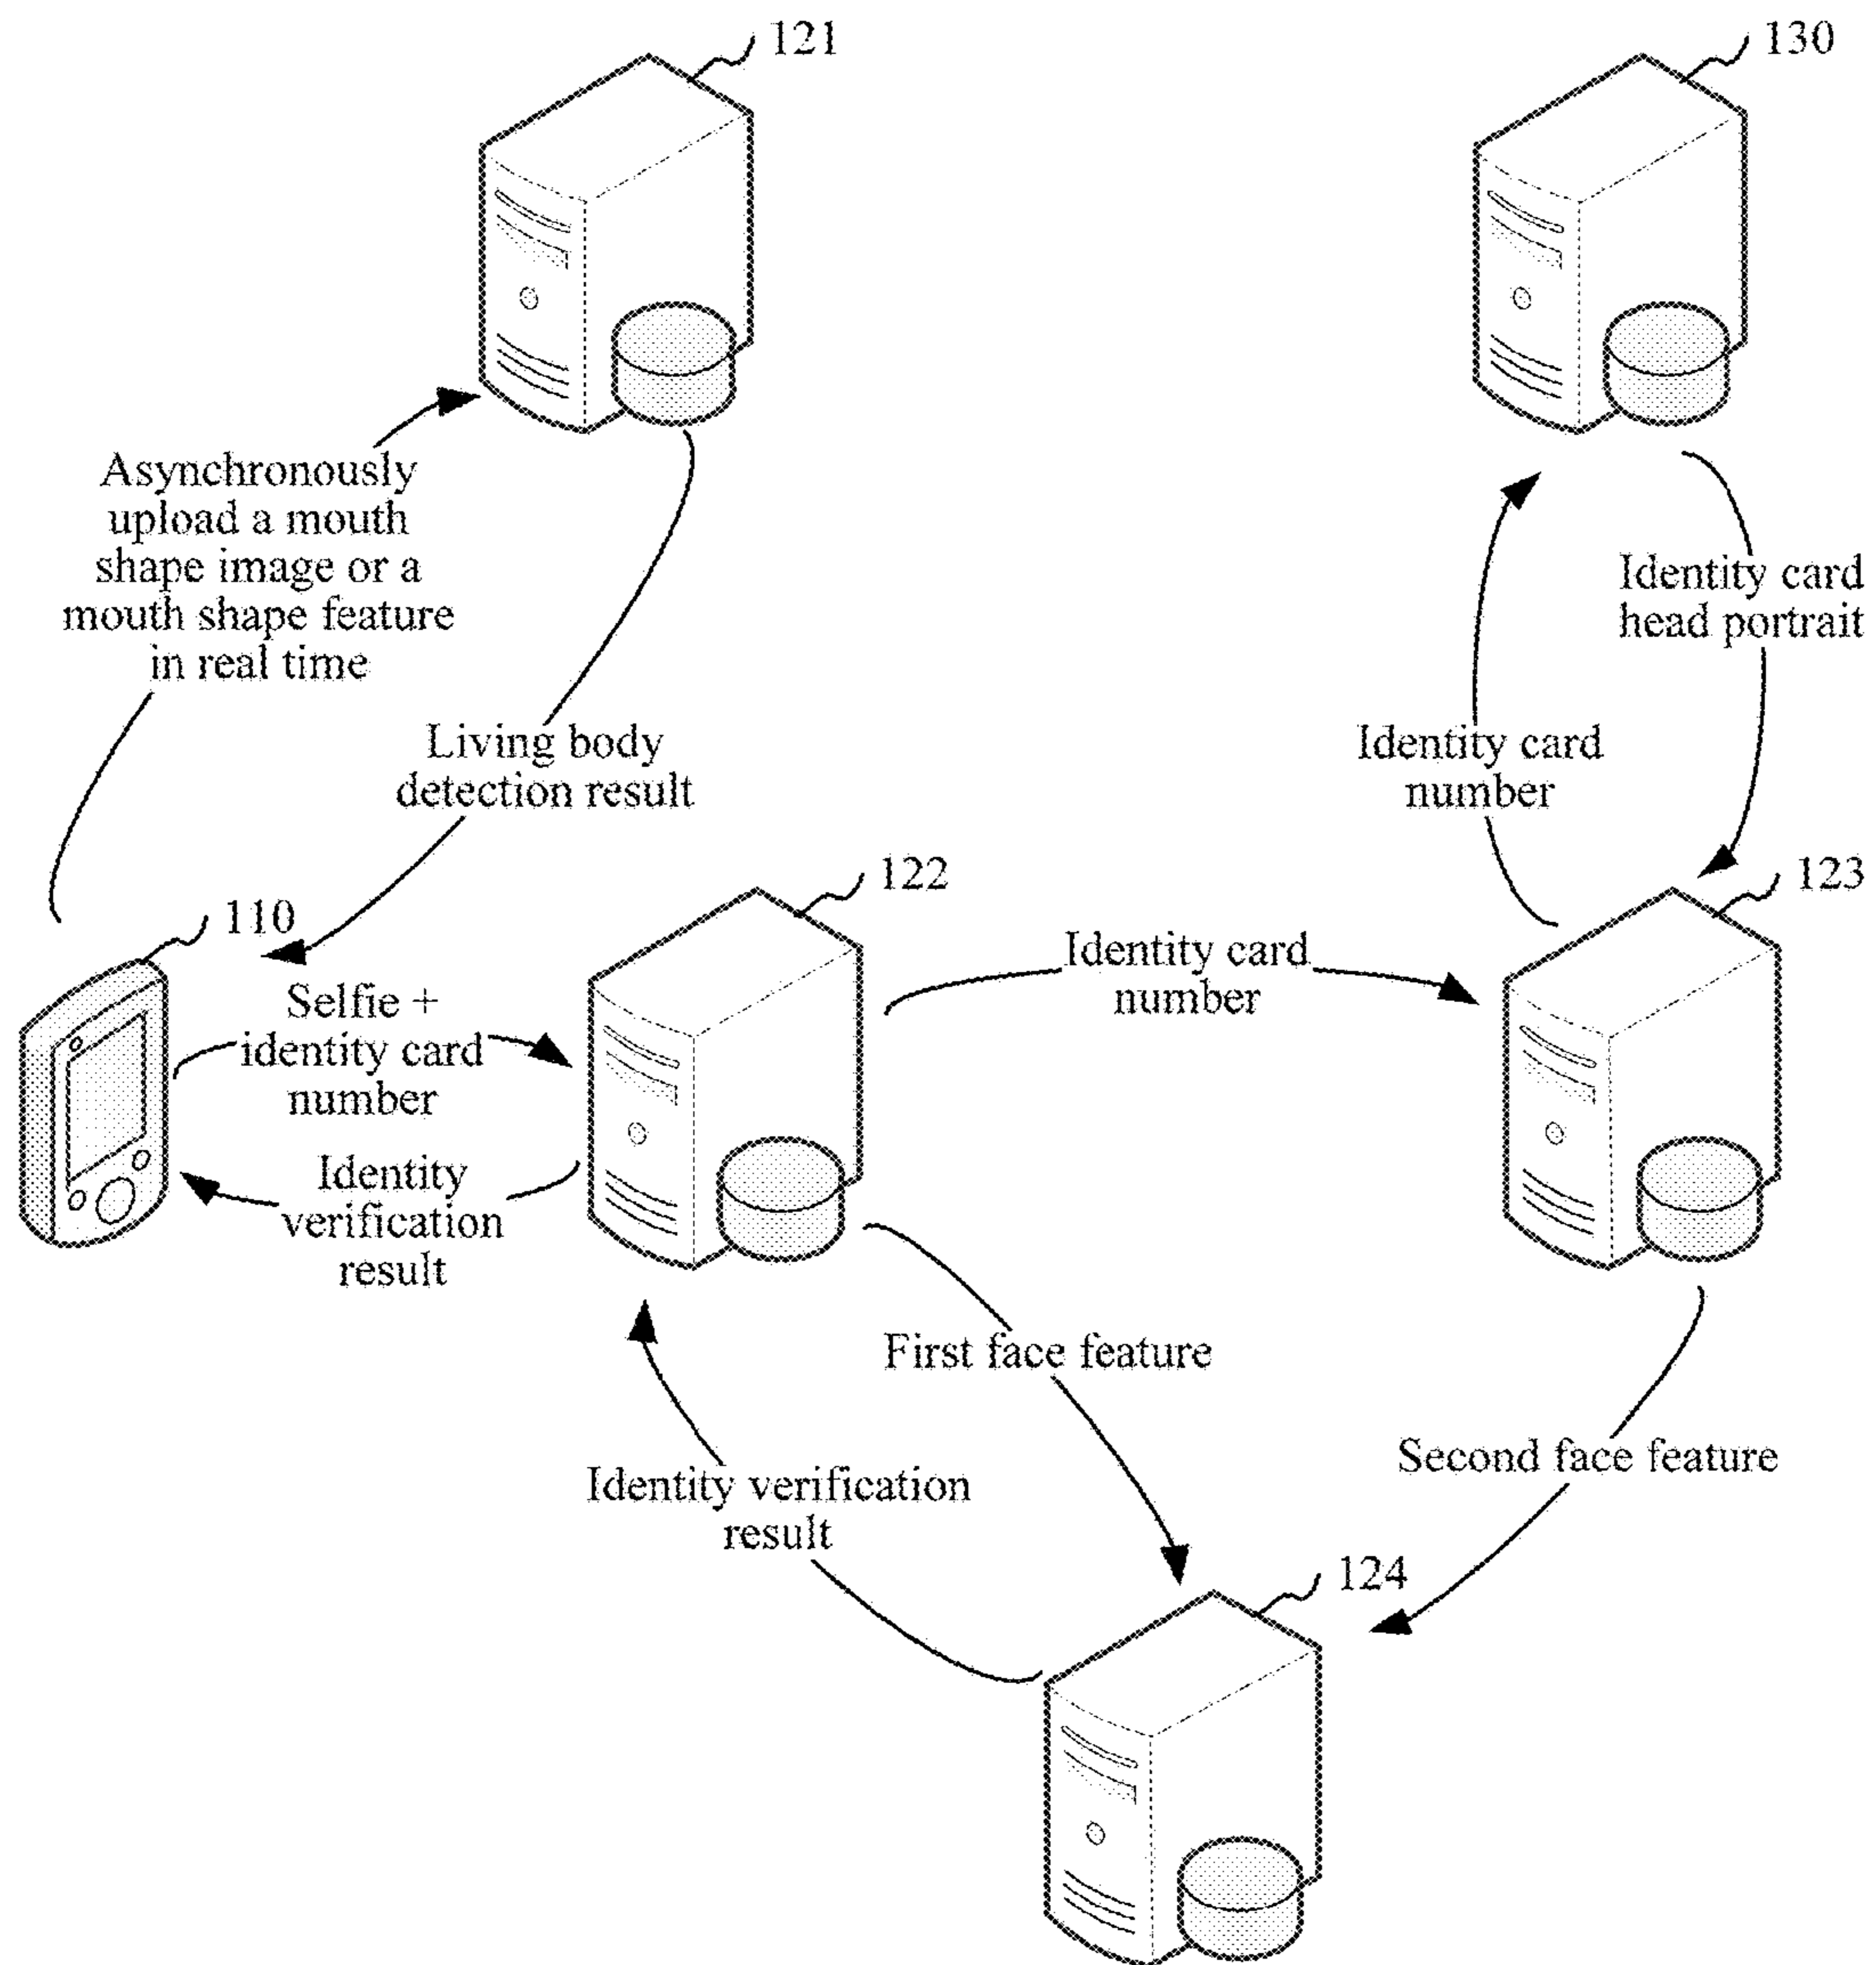 121
130
Asynchronously
upload a mouth
shape image or a
mouth shape feature
in real time
Living body
detection result
Identity card
head portrait
Identity card
number
110
122
123
Selfie +
identity card
number
Identity card
number
Identity
verification
result
First face feature
Second face feature
Identity verification
result
124